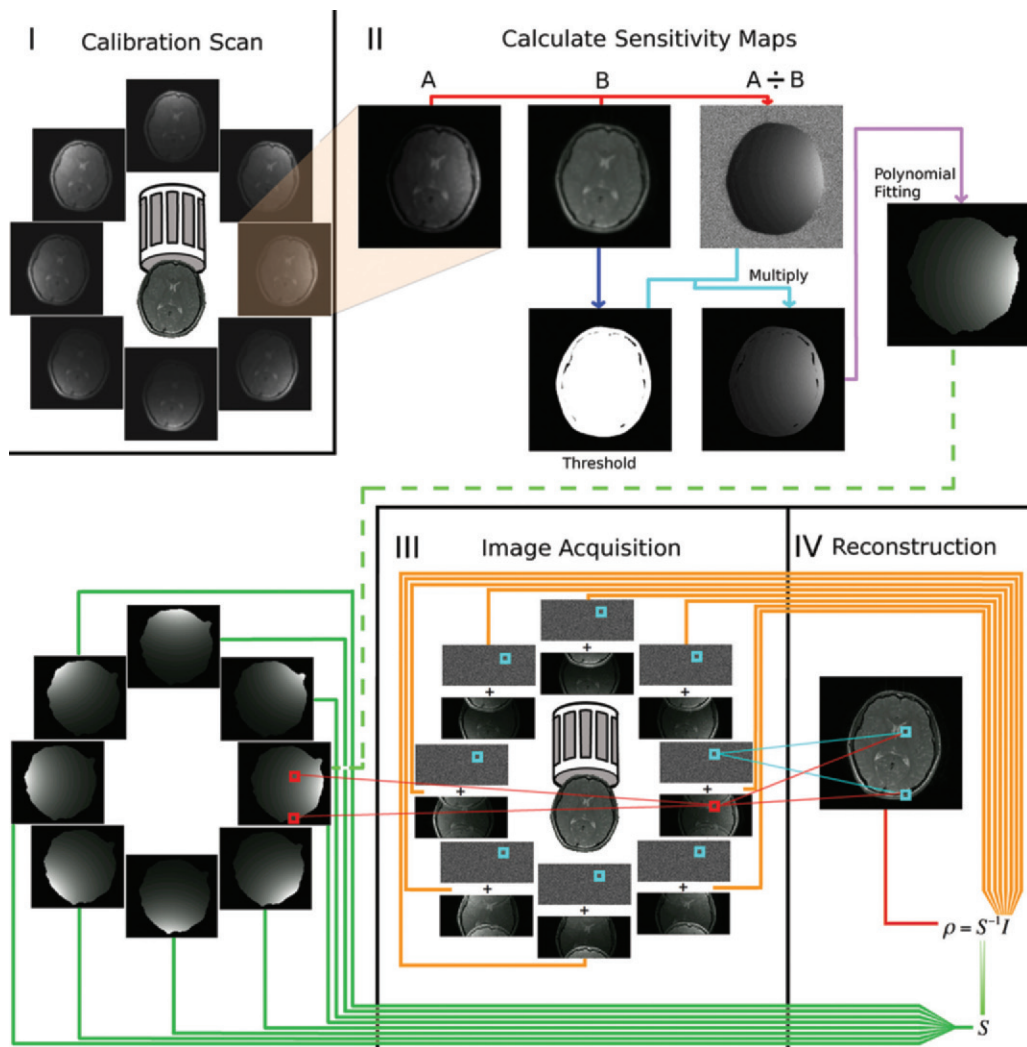 I Calibration Scan
II Calculate Sensitivity Maps
A B A ÷ B
Polynomial
Fitting
Multiply
Threshold
III Image Acquisition
IV Reconstruction
+
+ +
+ +
+ +
+
ρ = S⁻¹I
S